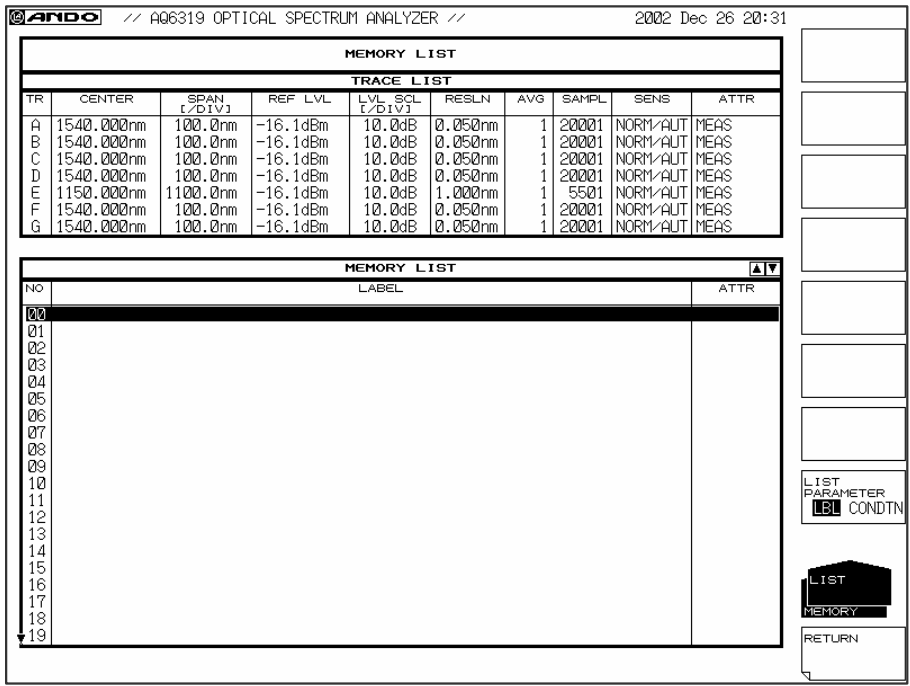 ANDO // AQ6319 OPTICAL SPECTRUM ANALYZER // 2002 Dec 26 20:31
MEMORY LIST
TRACE LIST
TR CENTER SPAN [/DIV] REF LVL LVL SCL [/DIV] RESLN AVG SAMPL SENS ATTR
A 1540.000nm 100.0nm -16.1dBm 10.0dB 0.050nm 1 20001 NORM/AUT MEAS
B 1540.000nm 100.0nm -16.1dBm 10.0dB 0.050nm 1 20001 NORM/AUT MEAS
C 1540.000nm 100.0nm -16.1dBm 10.0dB 0.050nm 1 20001 NORM/AUT MEAS
D 1540.000nm 100.0nm -16.1dBm 10.0dB 0.050nm 1 20001 NORM/AUT MEAS
E 1150.000nm 1100.0nm -16.1dBm 10.0dB 1.000nm 1 5501 NORM/AUT MEAS
F 1540.000nm 100.0nm -16.1dBm 10.0dB 0.050nm 1 20001 NORM/AUT MEAS
G 1540.000nm 100.0nm -16.1dBm 10.0dB 0.050nm 1 20001 NORM/AUT MEAS
MEMORY LIST
NO LABEL ATTR
00
01
02
03
04
05
06
07
08
09
10
11
12
13
14
15
16
17
18
19
LIST
PARAMETER
LBL CONDTN
LIST
MEMORY
RETURN